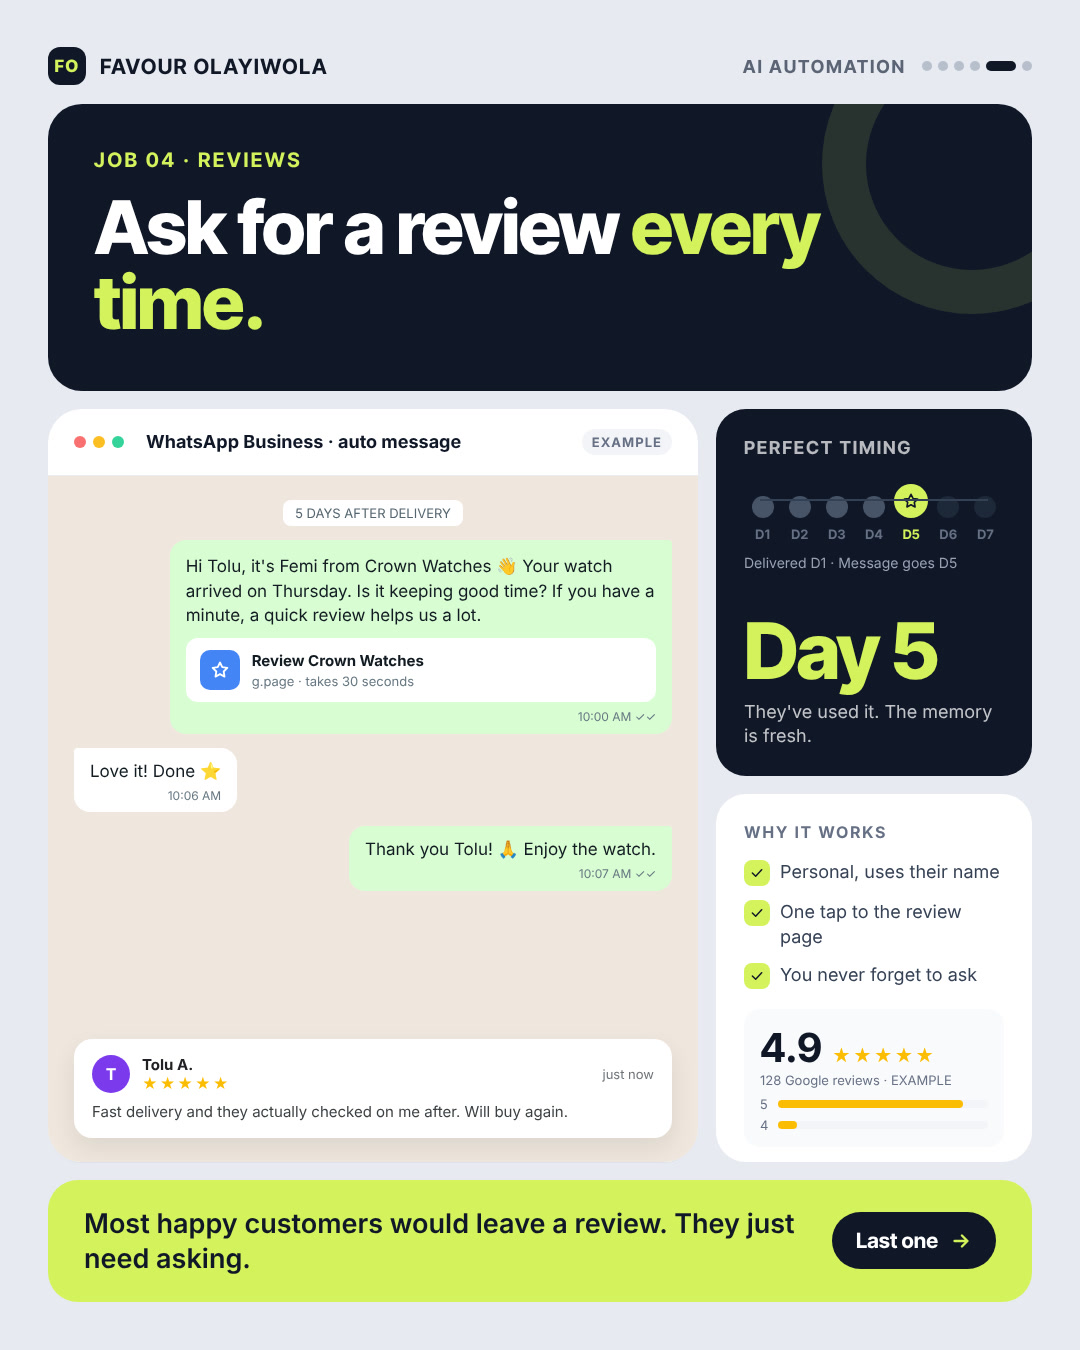 FO
FAVOUR OLAYIWOLA
AI AUTOMATION
JOB 04 · REVIEWS
Ask for a review every
time.
WhatsApp Business · auto message
EXAMPLE
5 DAYS AFTER DELIVERY
Hi Tolu, it's Femi from Crown Watches 👋 Your watch
arrived on Thursday. Is it keeping good time? If you have a
minute, a quick review helps us a lot.
Review Crown Watches
g.page · takes 30 seconds
10:00 AM ✓✓
Love it! Done ⭐
10:06 AM
Thank you Tolu! 🙏 Enjoy the watch.
10:07 AM ✓✓
T
Tolu A.
★★★★★
just now
Fast delivery and they actually checked on me after. Will buy again.
PERFECT TIMING
D1 D2 D3 D4 D5 D6 D7
Delivered D1 · Message goes D5
Day 5
They've used it. The memory
is fresh.
WHY IT WORKS
Personal, uses their name
One tap to the review
page
You never forget to ask
4.9 ★★★★★
128 Google reviews · EXAMPLE
5
4
Most happy customers would leave a review. They just
need asking.
Last one →